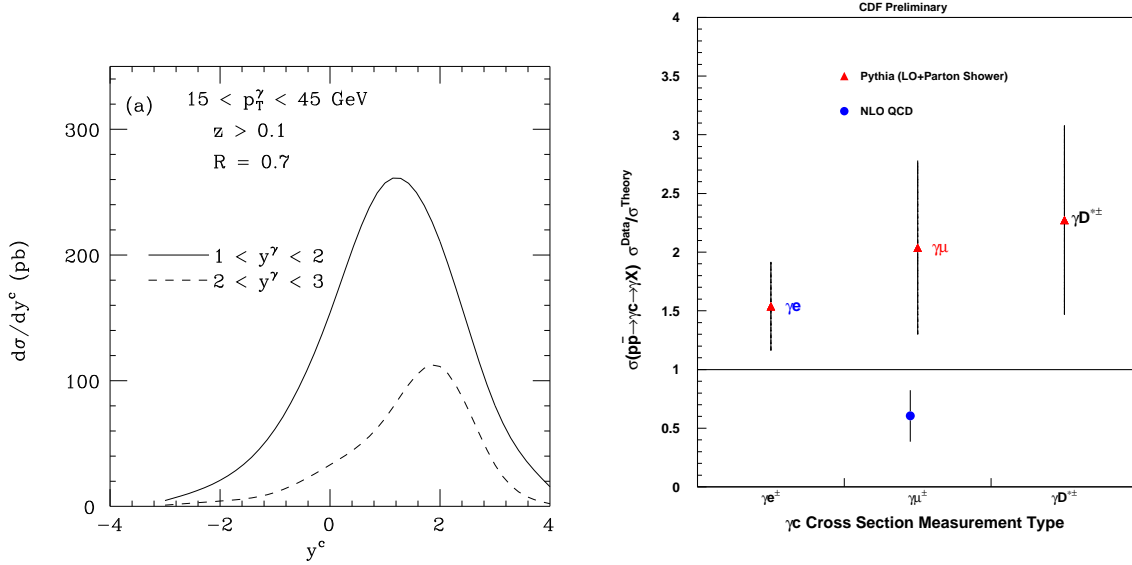 (a)
15 < p_T^γ < 45 GeV
z > 0.1
R = 0.7
1 < y^γ < 2
2 < y^γ < 3
dσ/dy^c (pb)
300
200
100
0
−4
−2
0
2
4
y^c
CDF Preliminary
Pythia (LO+Parton Shower)
NLO QCD
σ(pp̄→γc→γX) σ^Data/σ^Theory
4
3.5
3
2.5
2
1.5
1
0.5
0
γe
γμ
γD^*±
γe^±
γμ^±
γD^*±
γc Cross Section Measurement Type